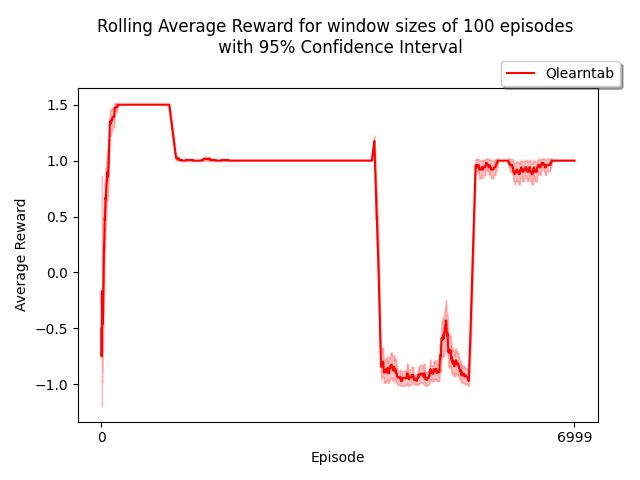 Rolling Average Reward for window sizes of 100 episodes
with 95% Confidence Interval
Qlearntab
1.5
1.0
0.5
0.0
−0.5
−1.0
Average Reward
0
6999
Episode